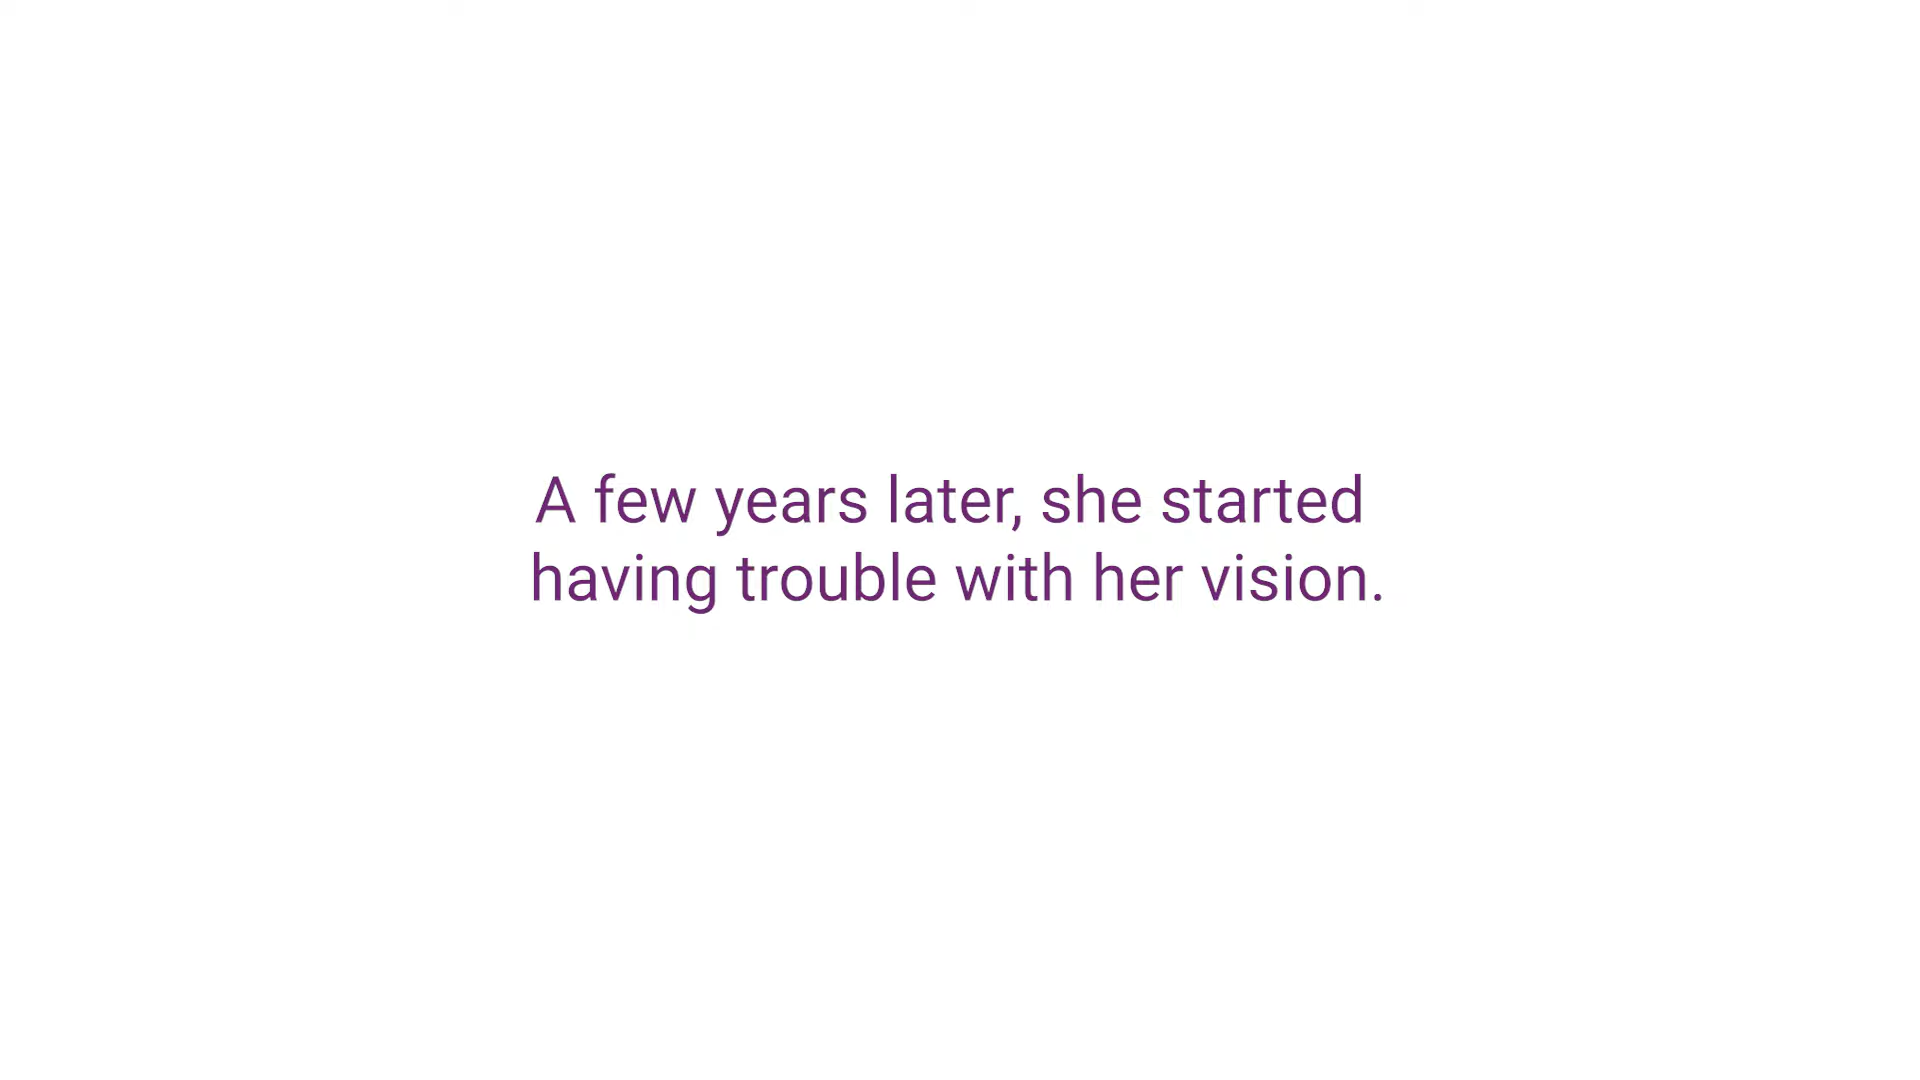 A few years later, she started
having trouble with her vision.